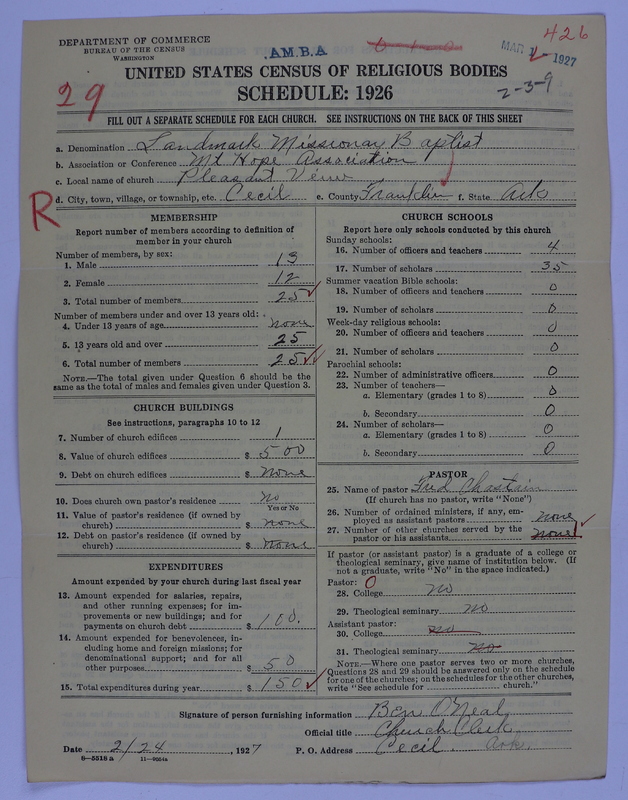 DEPARTMENT OF COMMERCE
BUREAU OF THE CENSUS
WASHINGTON
A.M.B.A
426
MAR 1927
2-3-9
29
UNITED STATES CENSUS OF RELIGIOUS BODIES
SCHEDULE: 1926
FILL OUT A SEPARATE SCHEDULE FOR EACH CHURCH. SEE INSTRUCTIONS ON THE BACK OF THIS SHEET
a. Denomination Landmark Missionary Baptist
b. Association or Conference Mt Hope Association
c. Local name of church Pleasant View
d. City, town, village, or township, etc. Cecil e. County Franklin f. State Ark
R
MEMBERSHIP
Report number of members according to definition of member in your church
Number of members, by sex:
1. Male 13
2. Female 12
3. Total number of members 25
Number of members under and over 13 years old:
4. Under 13 years of age none
5. 13 years old and over 25
6. Total number of members 25
NOTE.—The total given under Question 6 should be
same as the total of males and females given under Question 3.
CHURCH BUILDINGS
See instructions, paragraphs 10 to 12
7. Number of church edifices 1
8. Value of church edifices $ 500
9. Debt on church edifices $ none
10. Does church own pastor's residence no
Yes or No
11. Value of pastor's residence (if owned by
church) $ none
12. Debt on pastor's residence (if owned by
church) $ none
EXPENDITURES
Amount expended by your church during last fiscal year
13. Amount expended for salaries, repairs,
and other running expenses; for im-
provements or new buildings; and for
payments on church debt $ 100.
14. Amount expended for benevolences, in-
cluding home and foreign missions; for
denominational support; and for all
other purposes $ 50
15. Total expenditures during year $ 150
CHURCH SCHOOLS
Report here only schools conducted by this church
Sunday schools:
16. Number of officers and teachers 4
17. Number of scholars 35
Summer vacation Bible schools:
18. Number of officers and teachers 0
19. Number of scholars 0
Week-day religious schools:
20. Number of officers and teachers 0
21. Number of scholars 0
Parochial schools:
22. Number of administrative officers 0
23. Number of teachers—
a. Elementary (grades 1 to 8) 0
b. Secondary 0
24. Number of scholars—
a. Elementary (grades 1 to 8) 0
b. Secondary 0
PASTOR
25. Name of pastor Fred Chastain
(If church has no pastor, write "None")
26. Number of ordained ministers, if any, em-
ployed as assistant pastors none
27. Number of other churches served by the
pastor or his assistants none
If pastor (or assistant pastor) is a graduate of a college or
theological seminary, give name of institution below. (If
not a graduate, write "No" in the space indicated.)
Pastor: 0
28. College no
29. Theological seminary no
Assistant pastor:
30. College no
31. Theological seminary no
NOTE.—Where one pastor serves two or more churches,
Questions 28 and 29 should be answered only on the schedule
for one of the churches; on the schedules for the other churches,
write "See schedule for church."
Signature of person furnishing information Ben O'Neal
Official title Church Clerk
Date 2/24, 1927 P. O. Address Cecil Ark.
8-5518 a 11-9054a